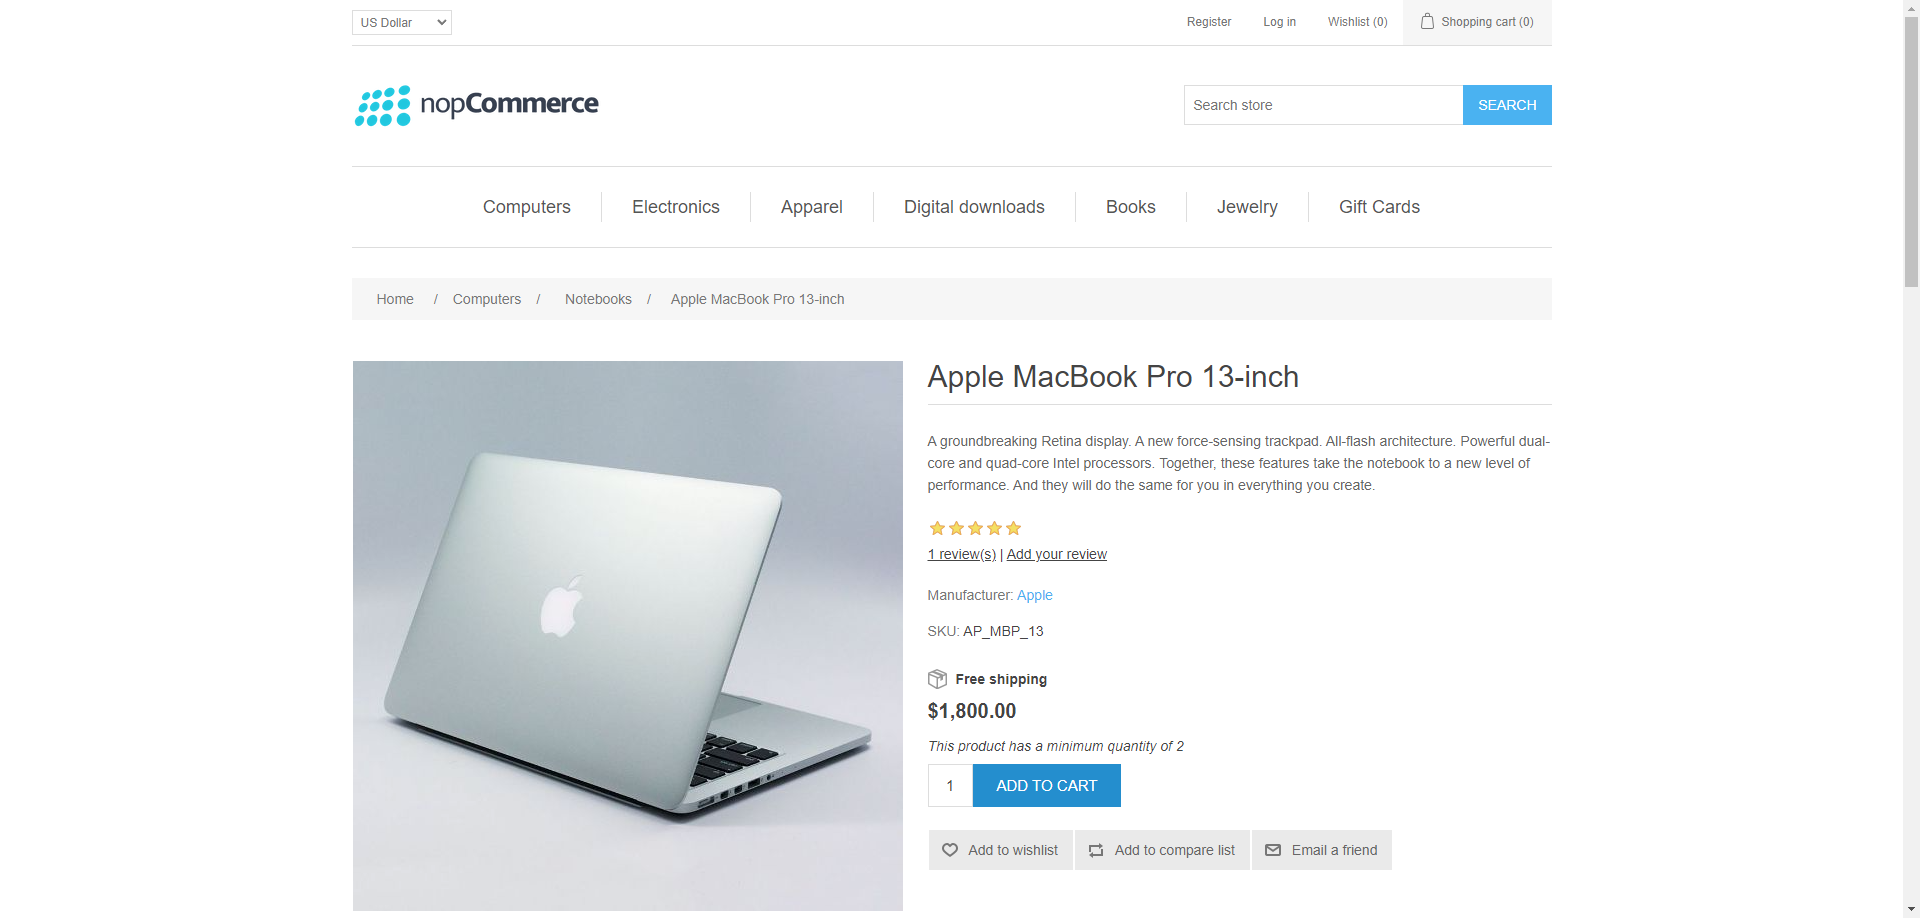 US Dollar
Register
Log in
Wishlist (0)
Shopping cart (0)
nopCommerce
Search store
SEARCH
Computers
Electronics
Apparel
Digital downloads
Books
Jewelry
Gift Cards
Home / Computers / Notebooks / Apple MacBook Pro 13-inch
Apple MacBook Pro 13-inch
A groundbreaking Retina display. A new force-sensing trackpad. All-flash architecture. Powerful dual-
core and quad-core Intel processors. Together, these features take the notebook to a new level of
performance. And they will do the same for you in everything you create.
1 review(s) | Add your review
Manufacturer: Apple
SKU: AP_MBP_13
Free shipping
$1,800.00
This product has a minimum quantity of 2
1
ADD TO CART
Add to wishlist
Add to compare list
Email a friend